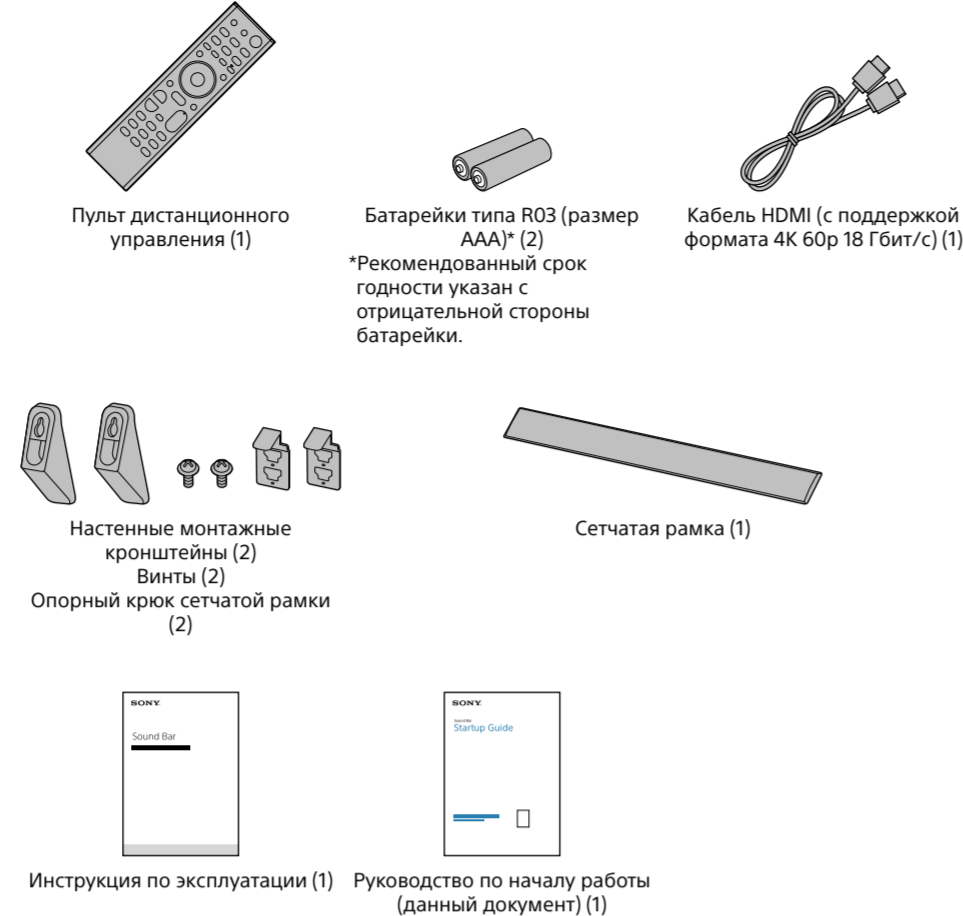 Пульт дистанционного
управления (1)
Батарейки типа R03 (размер
AAA)* (2)
*Рекомендованный срок
годности указан с
отрицательной стороны
батарейки.
Кабель HDMI (с поддержкой
формата 4K 60p 18 Гбит/с) (1)
Настенные монтажные
кронштейны (2)
Винты (2)
Опорный крюк сетчатой рамки
(2)
Сетчатая рамка (1)
SONY
Sound Bar
Инструкция по эксплуатации (1)
SONY
Sound Bar
Startup Guide
Руководство по началу работы
(данный документ) (1)